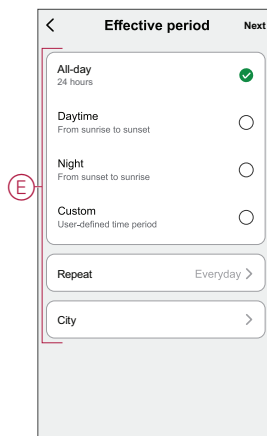 Effective period Next
All-day
24 hours
Daytime
From sunrise to sunset
Night
From sunset to sunrise
E
Custom
User-defined time period
Repeat Everyday
City